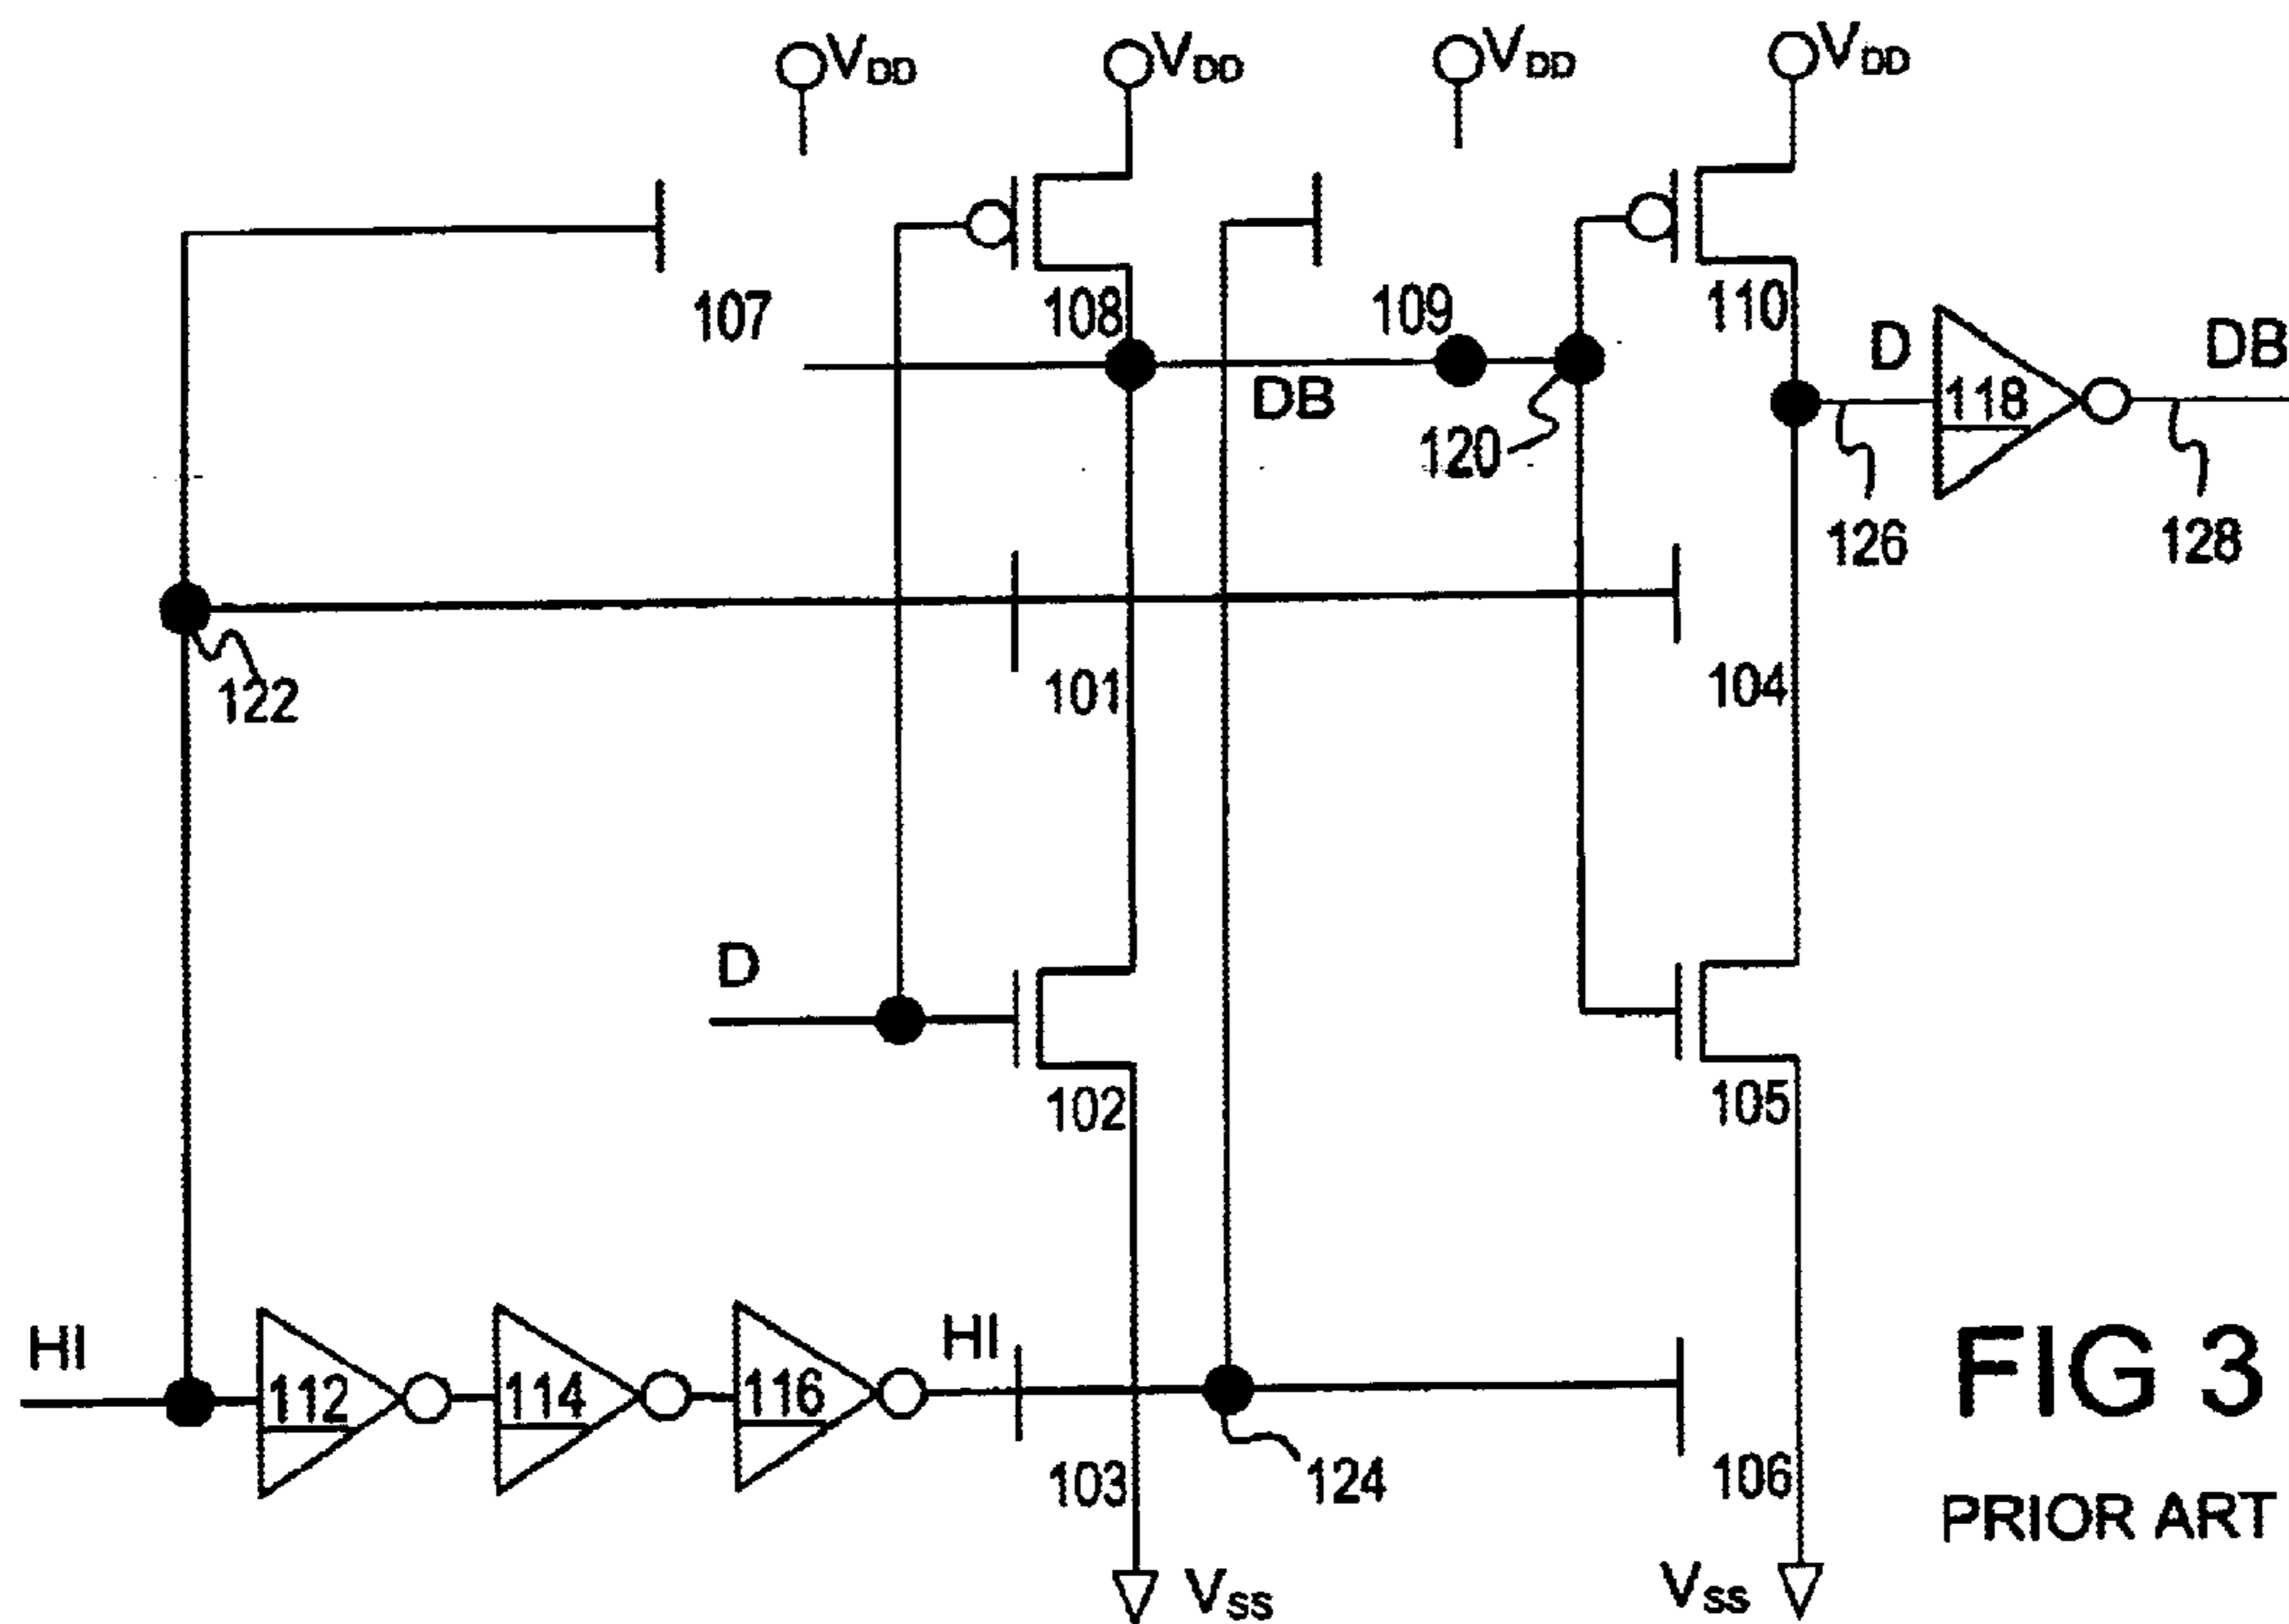 VDD VDD VDD VDD
107 108 109 110
D 118 DB
DB
120
126 128
122 101 104
D
102 105
HI 112 114 116 HI
103 124 106
VSS VSS
FIG 3
PRIOR ART